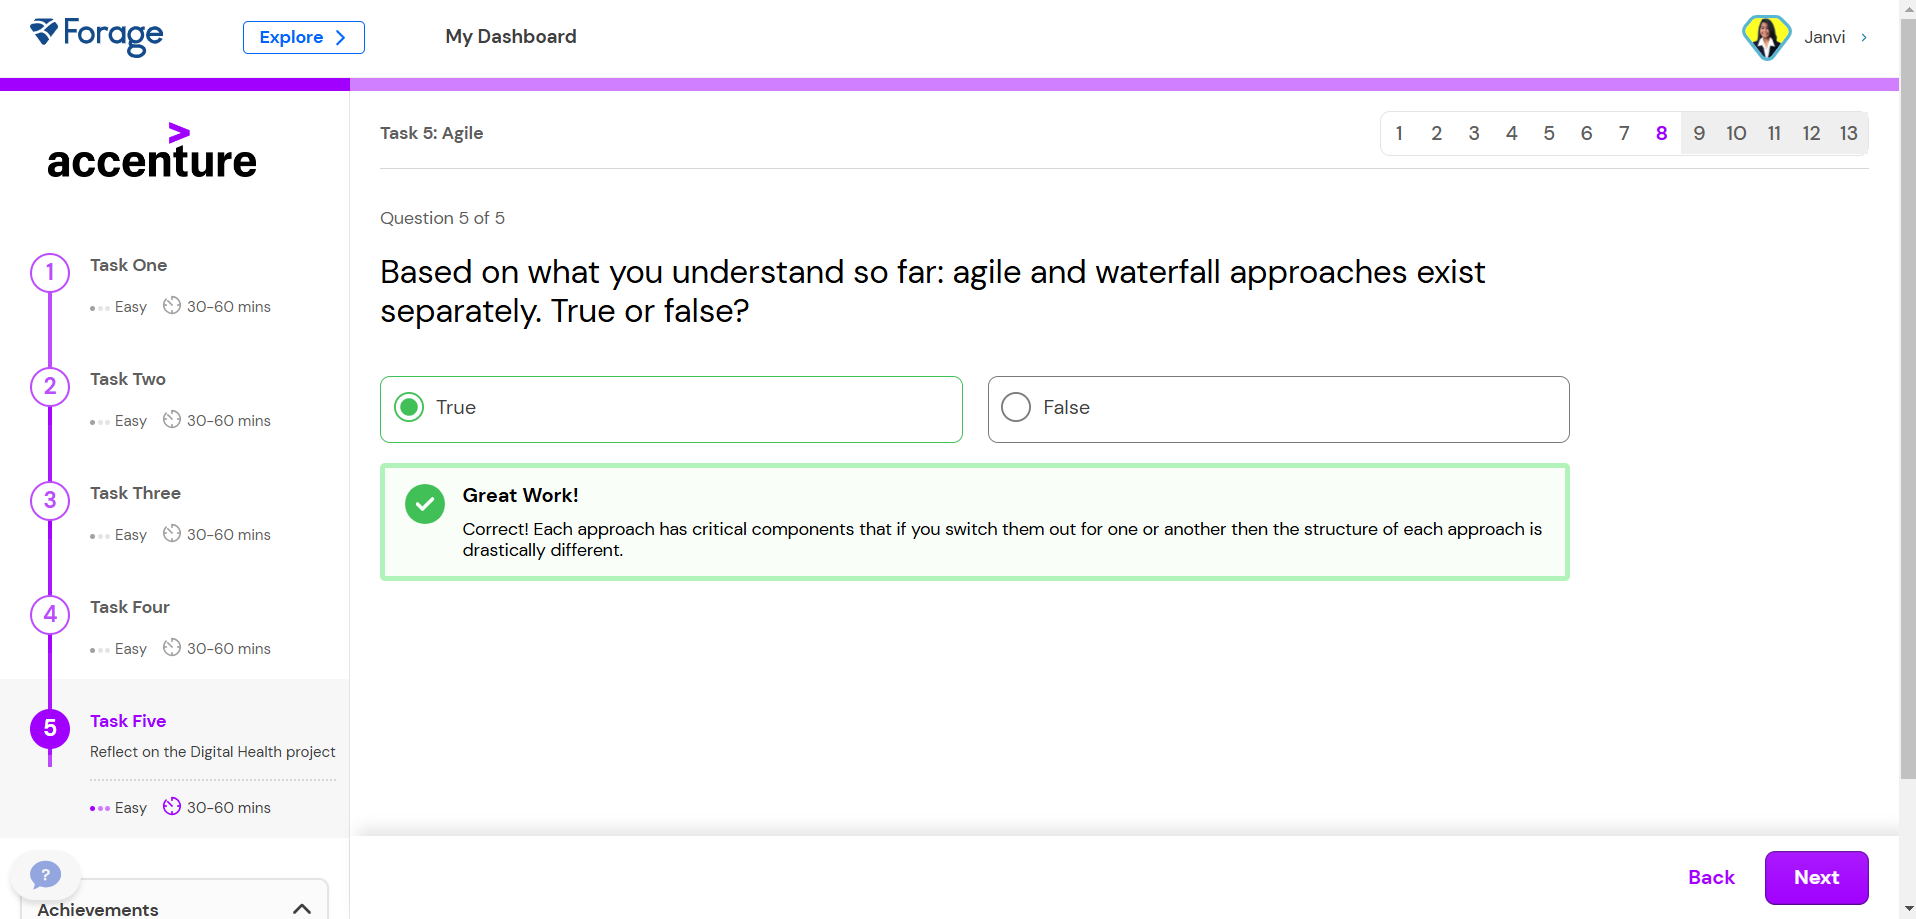 Forage
Explore >
My Dashboard
Janvi >
accenture
Task 5: Agile
1 2 3 4 5 6 7 8 9 10 11 12 13
Question 5 of 5
Based on what you understand so far: agile and waterfall approaches exist
separately. True or false?
True
False
Great Work!
Correct! Each approach has critical components that if you switch them out for one or another then the structure of each approach is
drastically different.
1
Task One
Easy 30-60 mins
2
Task Two
Easy 30-60 mins
3
Task Three
Easy 30-60 mins
4
Task Four
Easy 30-60 mins
5
Task Five
Reflect on the Digital Health project
Easy 30-60 mins
?
Achievements
Back
Next